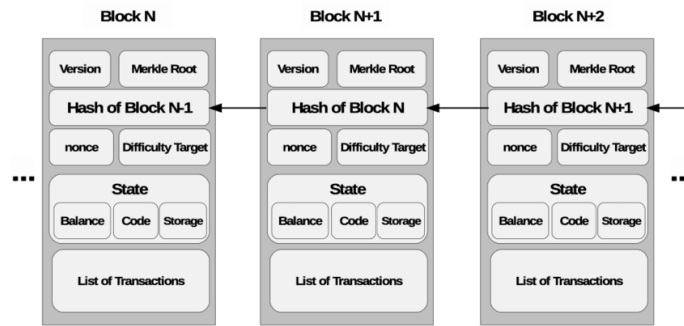 Block N
Block N+1
Block N+2
Version
Merkle Root
Version
Merkle Root
Version
Merkle Root
Hash of Block N-1
Hash of Block N
Hash of Block N+1
nonce
Difficulty Target
nonce
Difficulty Target
nonce
Difficulty Target
...
...
State
State
State
Balance
Code
Storage
Balance
Code
Storage
Balance
Code
Storage
List of Transactions
List of Transactions
List of Transactions